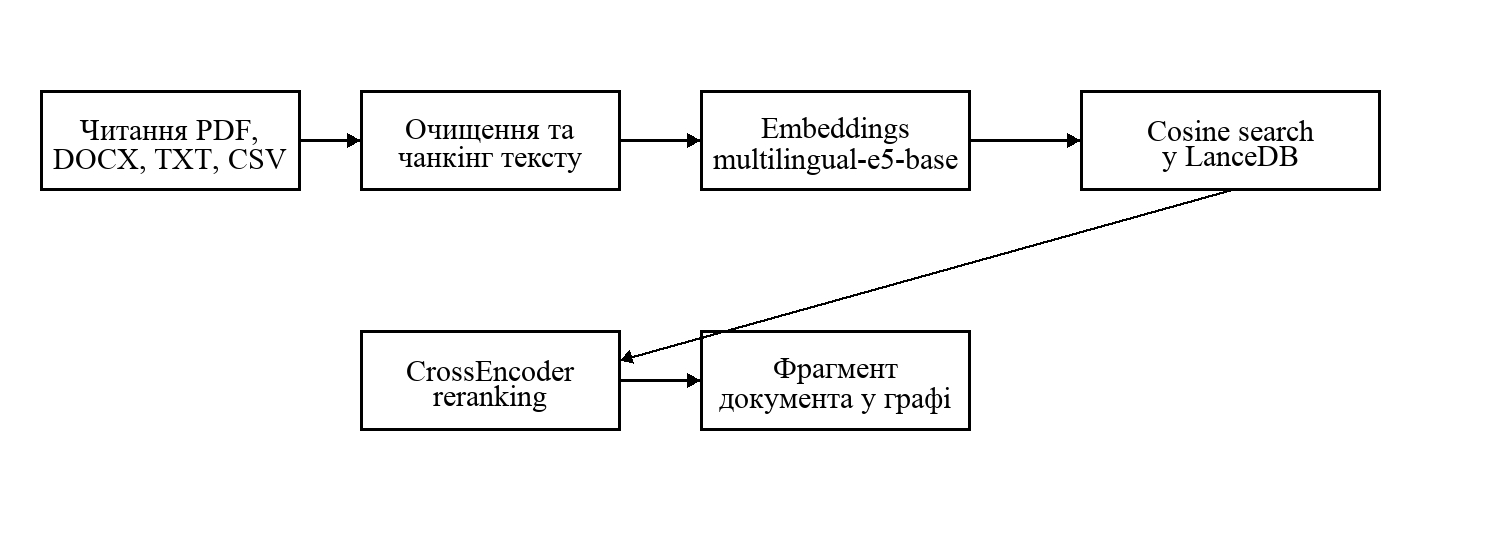 Читання PDF,
DOCX, TXT, CSV
Очищення та
чанкінг тексту
Embeddings
multilingual-e5-base
Cosine search
у LanceDB
CrossEncoder
reranking
Фрагмент
документа у графі